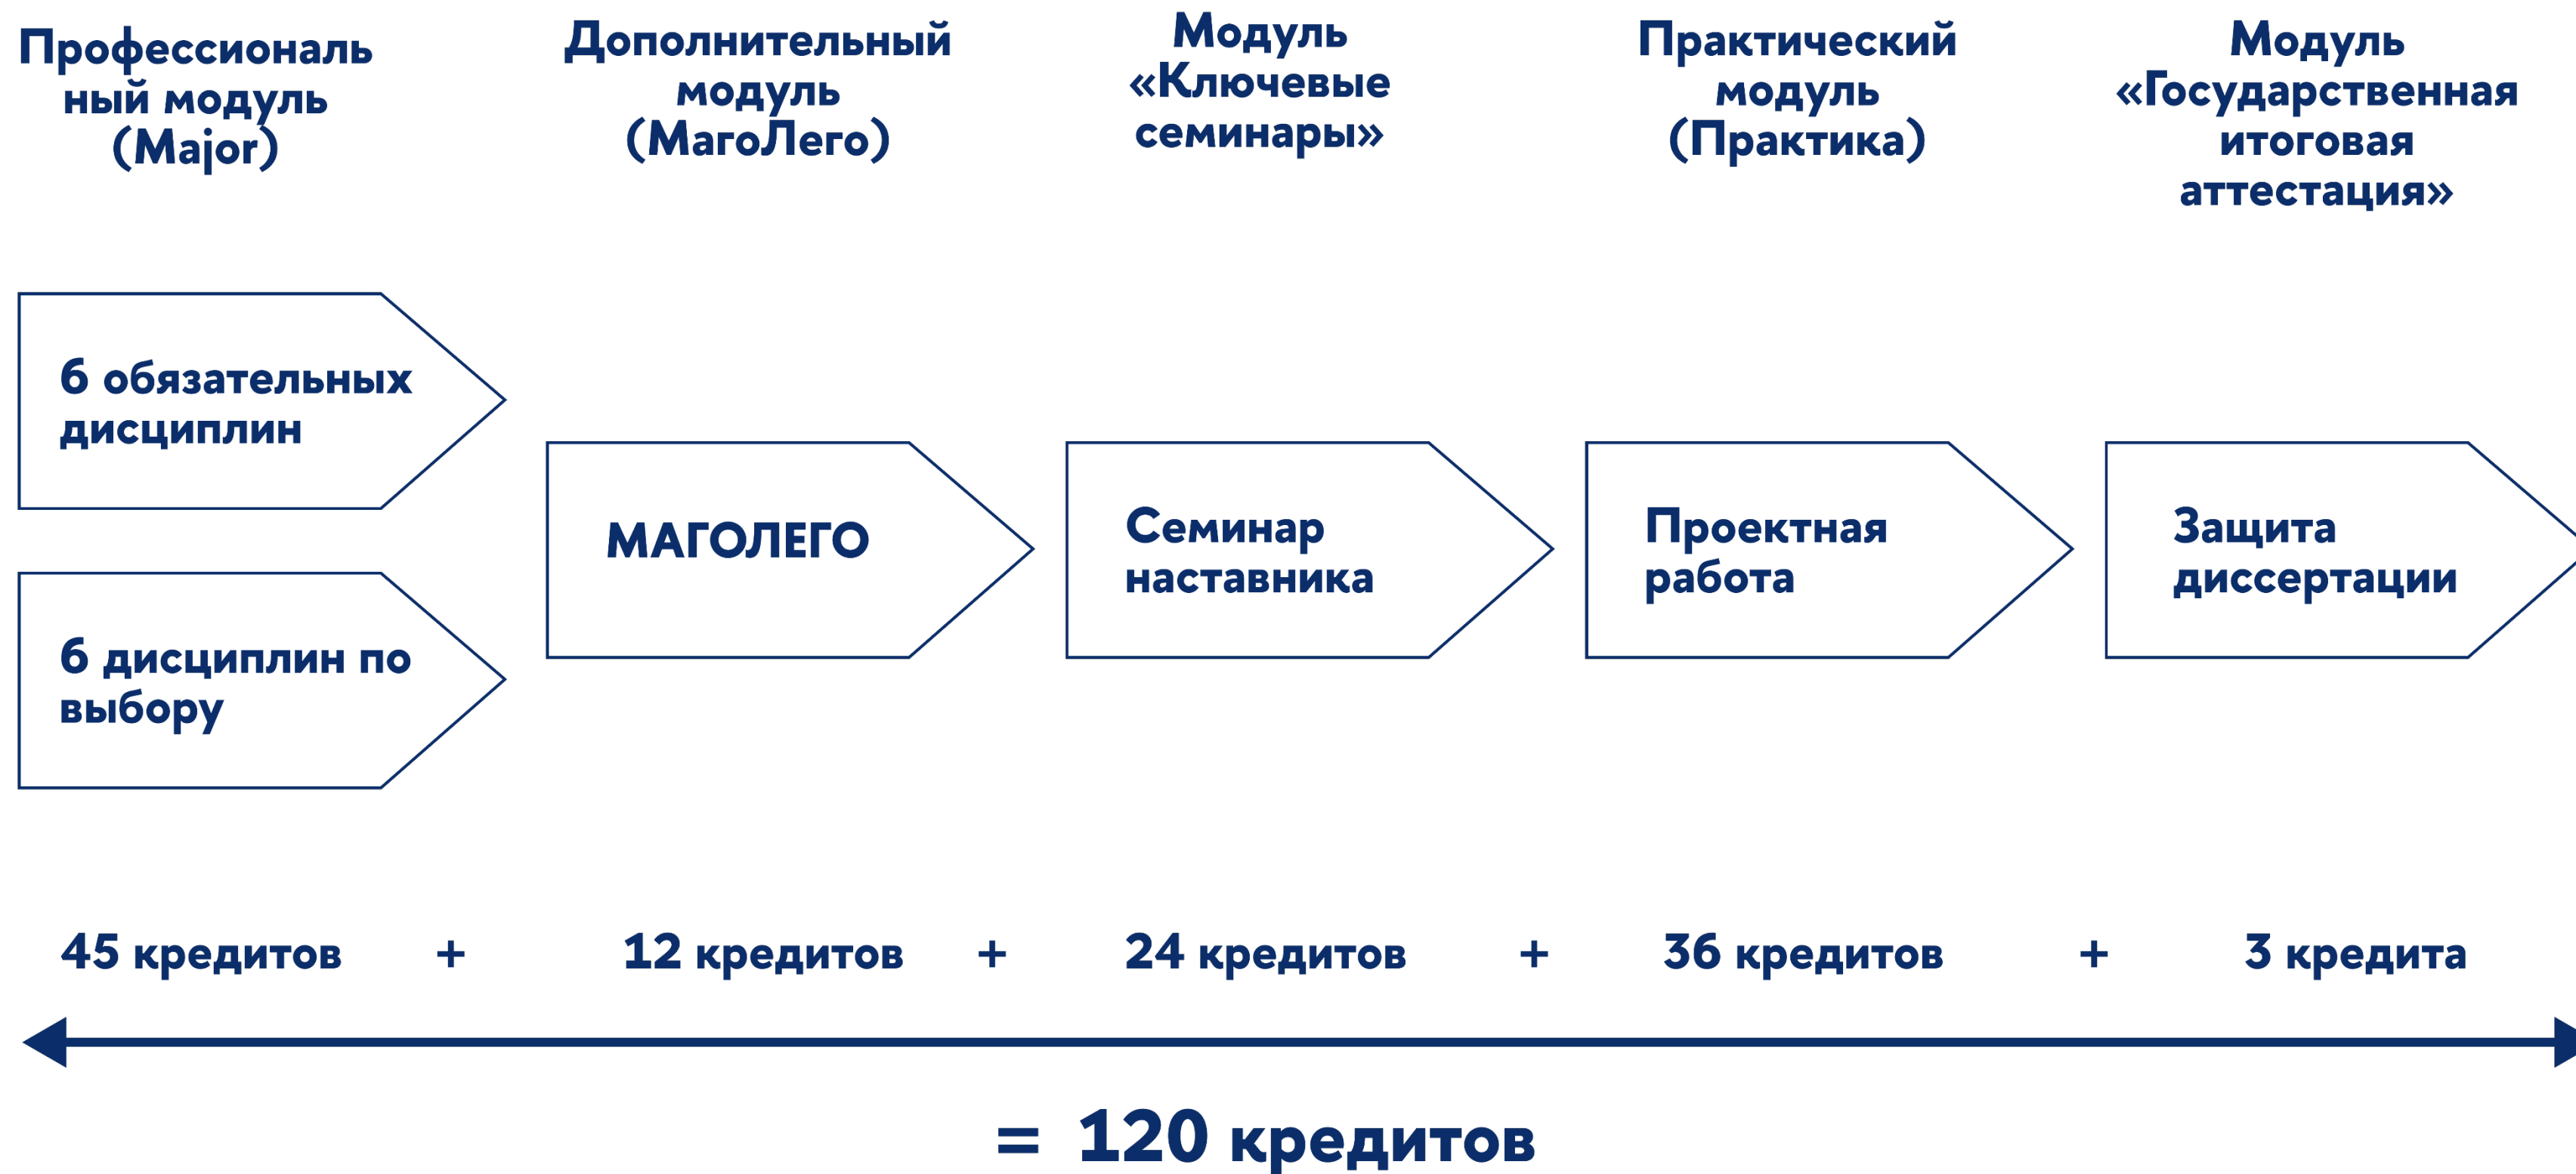 Профессиональ
ный модуль
(Major)
Дополнительный
модуль
(МагоЛего)
Модуль
«Ключевые
семинары»
Практический
модуль
(Практика)
Модуль
«Государственная
итоговая
аттестация»
6 обязательных
дисциплин
6 дисциплин по
выбору
МАГОЛЕГО
Семинар
наставника
Проектная
работа
Защита
диссертации
45 кредитов + 12 кредитов + 24 кредитов + 36 кредитов + 3 кредита
= 120 кредитов